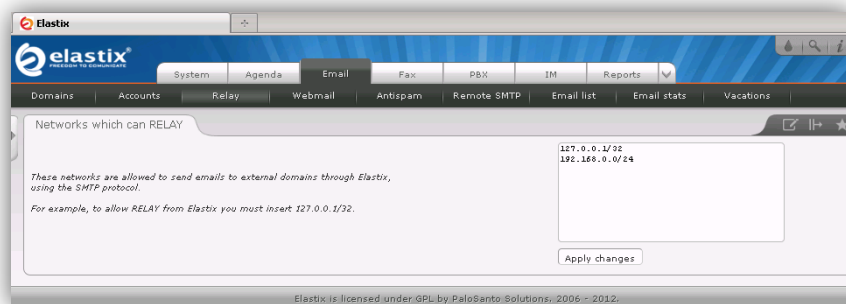 Elastix
elastix
FREEDOM TO COMMUNICATE
System Agenda Email Fax PBX IM Reports
Domains Accounts Relay Webmail Antispam Remote SMTP Email list Email stats Vacations
Networks which can RELAY
127.0.0.1/32
192.168.0.0/24
These networks are allowed to send emails to external domains through Elastix,
using the SMTP protocol.
For example, to allow RELAY from Elastix you must insert 127.0.0.1/32.
Apply changes
Elastix is licensed under GPL by PaloSanto Solutions. 2006 - 2012.